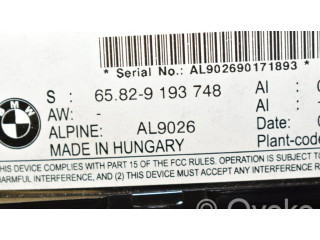 * Serial No.: AL902690171893 *
BMW
S : 65.82-9 193 748 AI : 0
AW: - AI : -
ALPINE: AL9026 Date: 0
MADE IN HUNGARY Plant-code
THIS DEVICE COMPLIES WITH PART 15 OF THE FCC RULES. OPERATION IS SUBJECT
HARMFUL INTERFERENCE, AND (2) THIS DEVICE MUST ACCEPT ANY
Ovoko